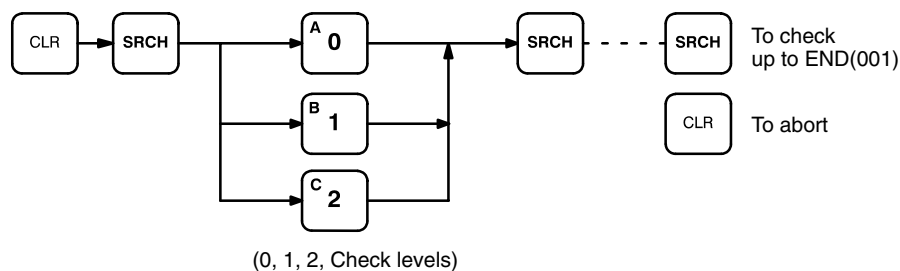 CLR
SRCH
A
0
SRCH
SRCH
To check
up to END(001)
B
1
CLR
To abort
C
2
(0, 1, 2, Check levels)